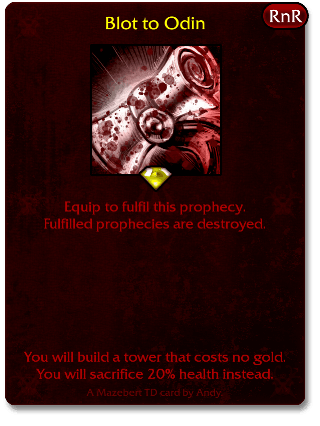 RnR
Blot to Odin
Equip to fulfil this prophecy.
Fulfilled prophecies are destroyed.
You will build a tower that costs no gold.
You will sacrifice 20% health instead.
A Mazebert TD card by Andy.